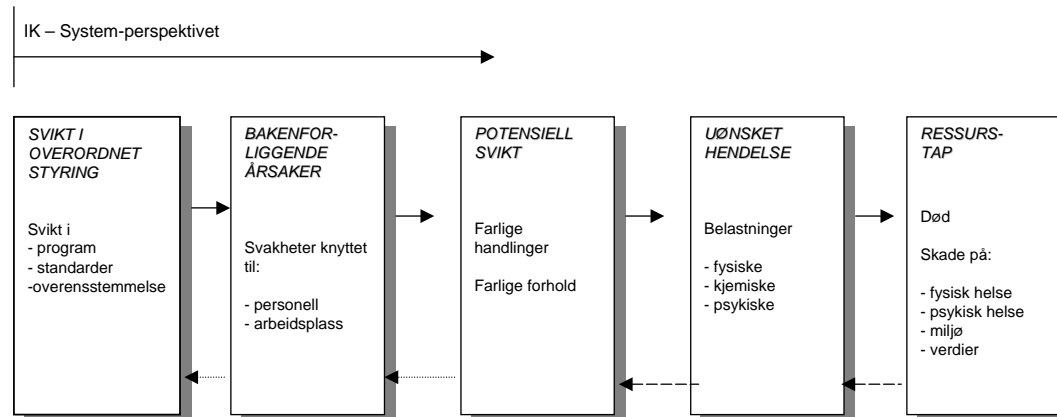 IK – System-perspektivet
SVIKT I
OVERORDNET
STYRING
Svikt i
- program
- standarder
-overensstemmelse
BAKENFOR-
LIGGENDE
ÅRSAKER
Svakheter knyttet
til:
- personell
- arbeidsplass
POTENSIELL
SVIKT
Farlige
handlinger
Farlige forhold
UØNSKET
HENDELSE
Belastninger
- fysiske
- kjemiske
- psykiske
RESSURS-
TAP
Død
Skade på:
- fysisk helse
- psykisk helse
- miljø
- verdier